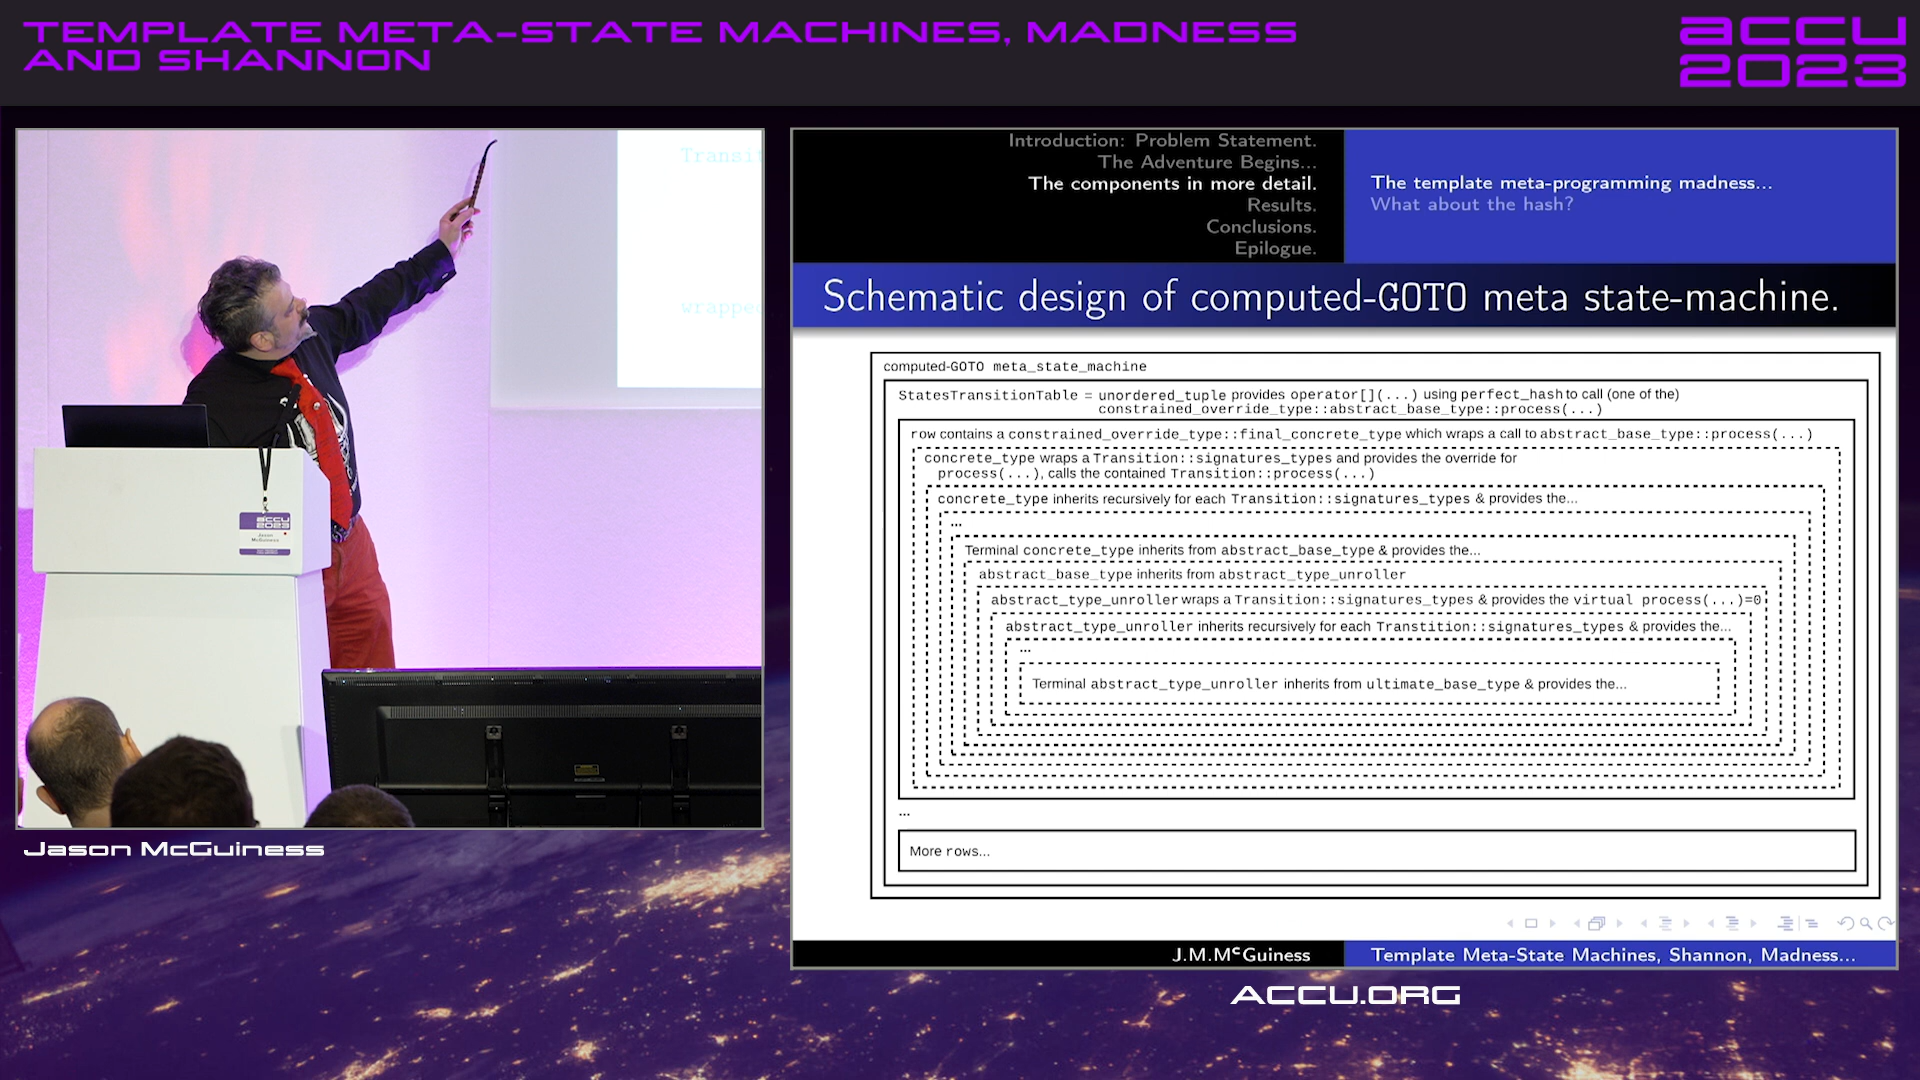 TEMPLATE META-STATE MACHINES, MADNESS
AND SHANNON
ACCU
2023
Transi
wrapped
ACCU
2023
Jason
McGuiness
Jason McGuiness
Introduction: Problem Statement.
The Adventure Begins...
The components in more detail.
Results.
Conclusions.
Epilogue.
The template meta-programming madness...
What about the hash?
Schematic design of computed-GOTO meta state-machine.
computed-GOTO meta_state_machine
StatesTransitionTable = unordered_tuple provides operator[](...) using perfect_hash to call (one of the)
constrained_override_type::abstract_base_type::process(...)
row contains a constrained_override_type::final_concrete_type which wraps a call to abstract_base_type::process(...)
concrete_type wraps a Transition::signatures_types and provides the override for
process(...), calls the contained Transition::process(...)
concrete_type inherits recursively for each Transition::signatures_types & provides the...
...
Terminal concrete_type inherits from abstract_base_type & provides the...
abstract_base_type inherits from abstract_type_unroller
abstract_type_unroller wraps a Transition::signatures_types & provides the virtual process(...)=0
abstract_type_unroller inherits recursively for each Transtition::signatures_types & provides the...
...
Terminal abstract_type_unroller inherits from ultimate_base_type & provides the...
...
More rows...
J.M.McGuiness
Template Meta-State Machines, Shannon, Madness...
ACCU.ORG